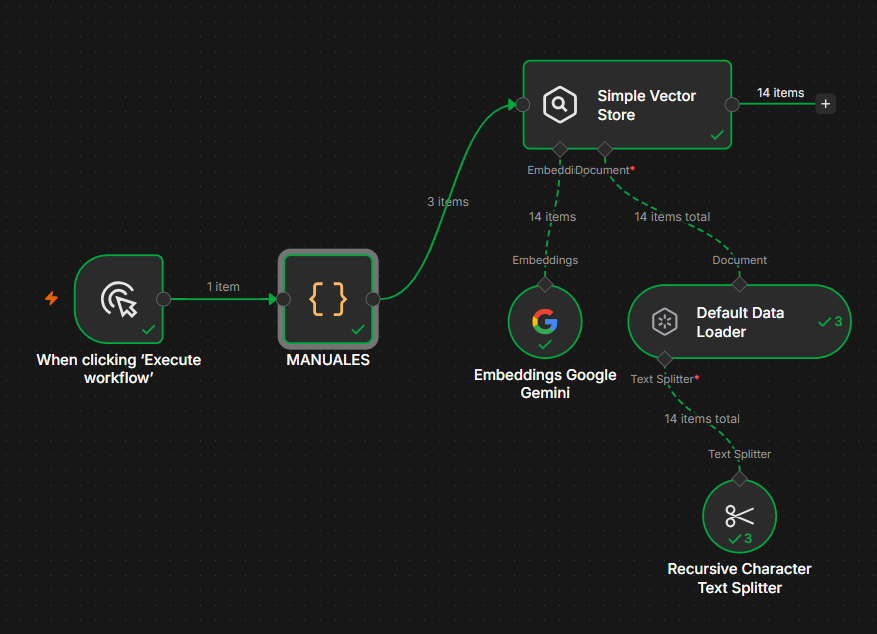 Simple Vector
Store
14 items
+
Embeddi
Document*
3 items
14 items
14 items total
Embeddings
Document
1 item
{ }
Default Data
Loader
3
When clicking ‘Execute
workflow’
MANUALES
Embeddings Google
Gemini
Text Splitter*
14 items total
Text Splitter
3
Recursive Character
Text Splitter